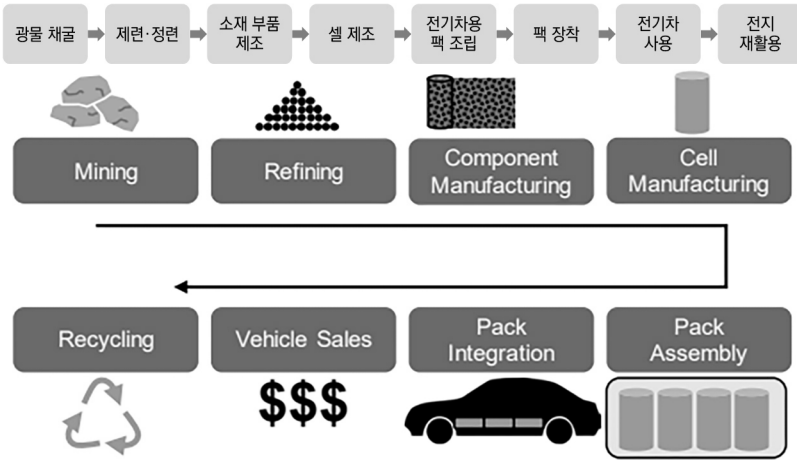 광물 채굴
제련·정련
소재 부품
제조
셀 제조
전기차용
팩 조립
팩 장착
전기차
사용
전지
재활용
Mining
Refining
Component
Manufacturing
Cell
Manufacturing
Recycling
Vehicle Sales
Pack
Integration
Pack
Assembly
$$$